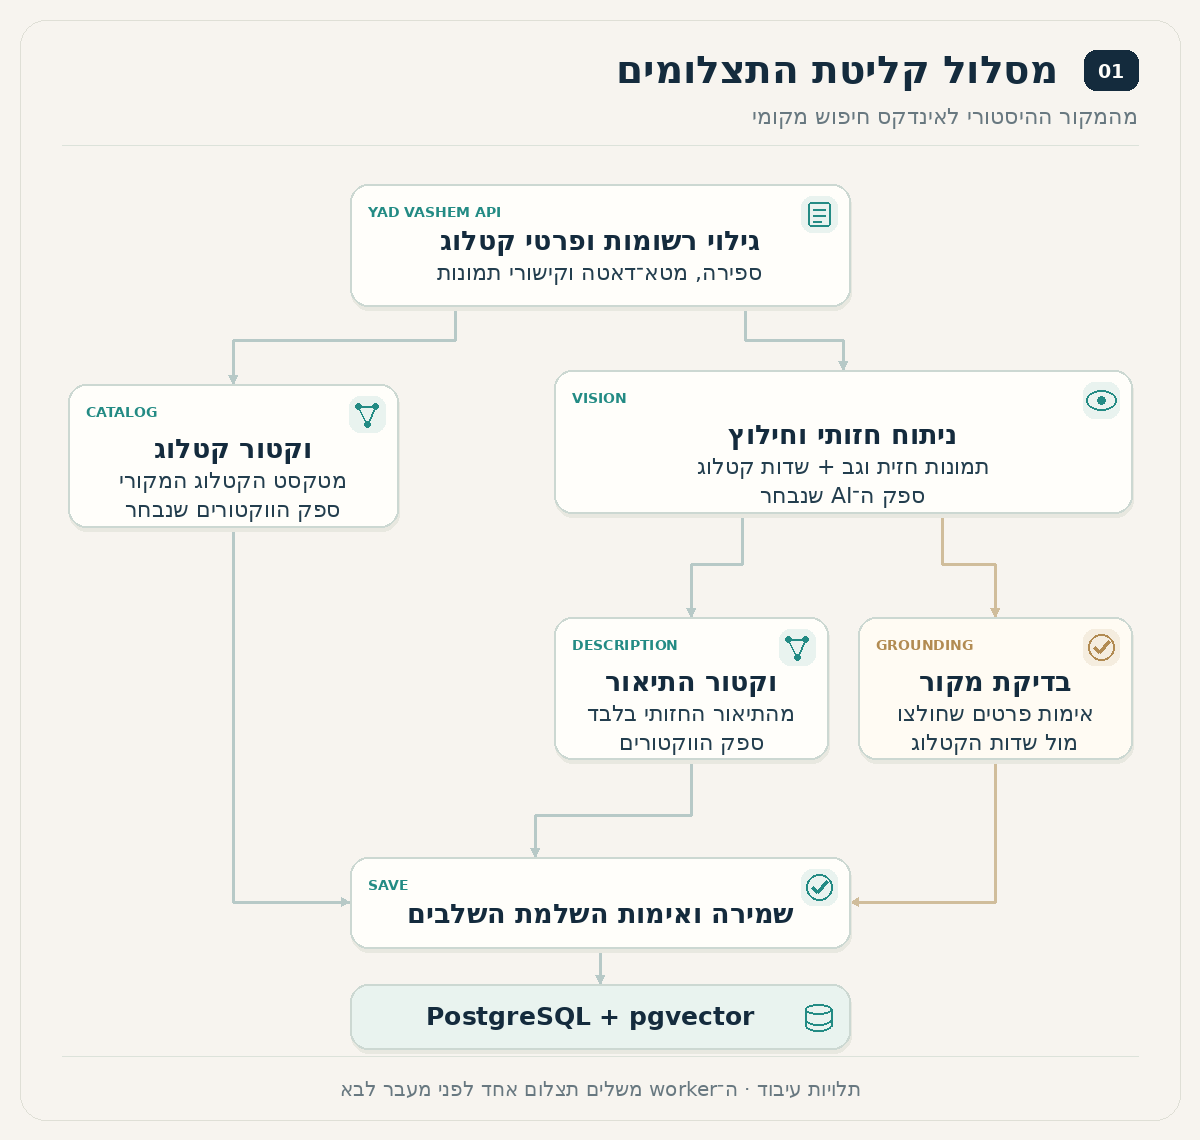 01
מסלול קליטת התצלומים
מהמקור ההיסטורי לאינדקס חיפוש מקומי
YAD VASHEM API
גילוי רשומות ופרטי קטלוג
ספירה, מטא־דאטה וקישורי תמונות
VISION
ניתוח חזותי וחילוץ
תמונות חזית וגב + שדות קטלוג
ספק ה־AI שנבחר
CATALOG
וקטור קטלוג
מטקסט הקטלוג המקורי
ספק הווקטורים שנבחר
GROUNDING
בדיקת מקור
אימות פרטים שחולצו
מול שדות הקטלוג
DESCRIPTION
וקטור התיאור
מהתיאור החזותי בלבד
ספק הווקטורים
SAVE
שמירה ואימות השלמת השלבים
PostgreSQL + pgvector
תלויות עיבוד · ה־worker משלים תצלום אחד לפני מעבר לבא